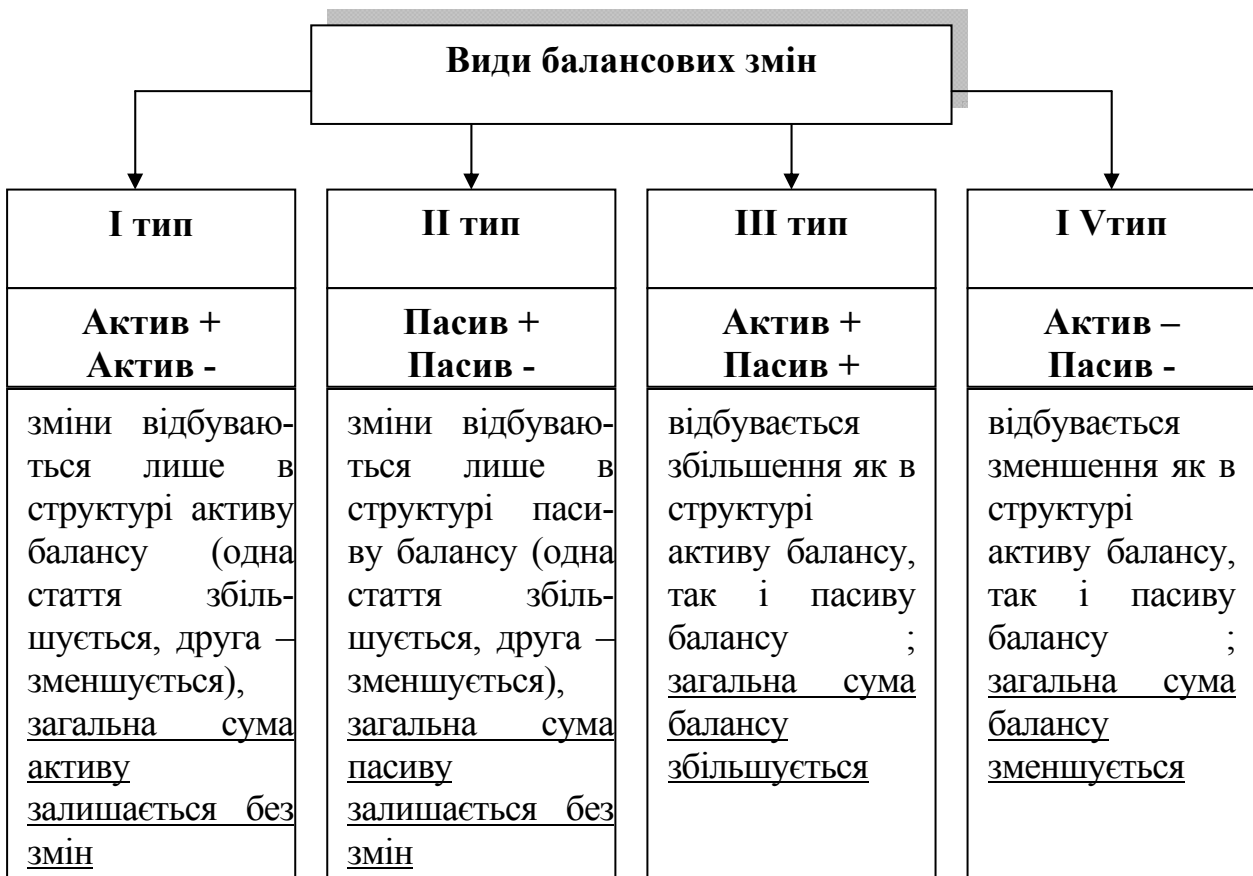 Види балансових змін
I тип
Актив +
Актив -
зміни відбуваю-
ться лише в
структурі активу
балансу (одна
стаття збіль-
шується, друга –
зменшується),
загальна сума
активу
залишається без
змін
II тип
Пасив +
Пасив -
зміни відбуваю-
ться лише в
структурі паси-
ву балансу (одна
стаття збіль-
шується, друга –
зменшується),
загальна сума
пасиву
залишається без
змін
III тип
Актив +
Пасив +
відбувається
збільшення як в
структурі
активу балансу,
так і пасиву
балансу ;
загальна сума
балансу
збільшується
I Vтип
Актив –
Пасив -
відбувається
зменшення як в
структурі
активу балансу,
так і пасиву
балансу ;
загальна сума
балансу
зменшується